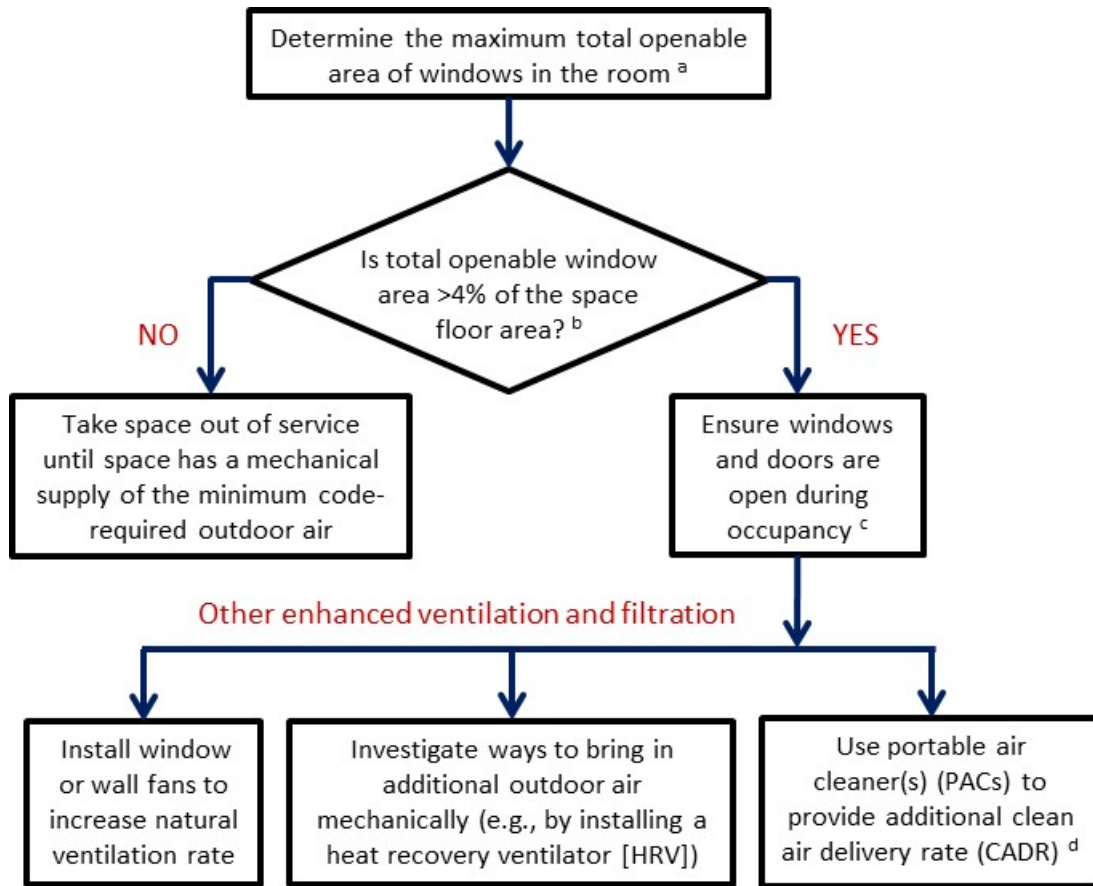 Determine the maximum total openable
area of windows in the room a
Is total openable window
area >4% of the space
floor area? b
NO
YES
Take space out of service
until space has a mechanical
supply of the minimum code-
required outdoor air
Ensure windows
and doors are
open during
occupancy c
Other enhanced ventilation and filtration
Install window
or wall fans to
increase natural
ventilation rate
Investigate ways to bring in
additional outdoor air
mechanically (e.g., by installing a
heat recovery ventilator [HRV])
Use portable air
cleaner(s) (PACs) to
provide additional clean
air delivery rate (CADR) d